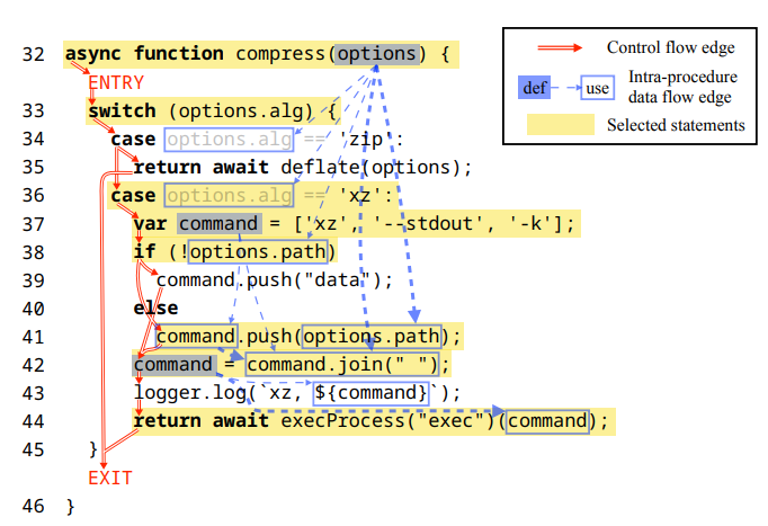 32 async function compress(options) {
ENTRY
33 switch (options.alg) {
34 case options.alg == 'zip':
35 return await deflate(options);
36 case options.alg == 'xz':
37 var command = ['xz', '--stdout', '-k'];
38 if (!options.path)
39 command.push("data");
40 else
41 command.push(options.path);
42 command = command.join(" ");
43 logger.log(`xz, ${command}`);
44 return await execProcess("exec")(command);
45 }
EXIT
46 }
Control flow edge
def use Intra-procedure
data flow edge
Selected statements